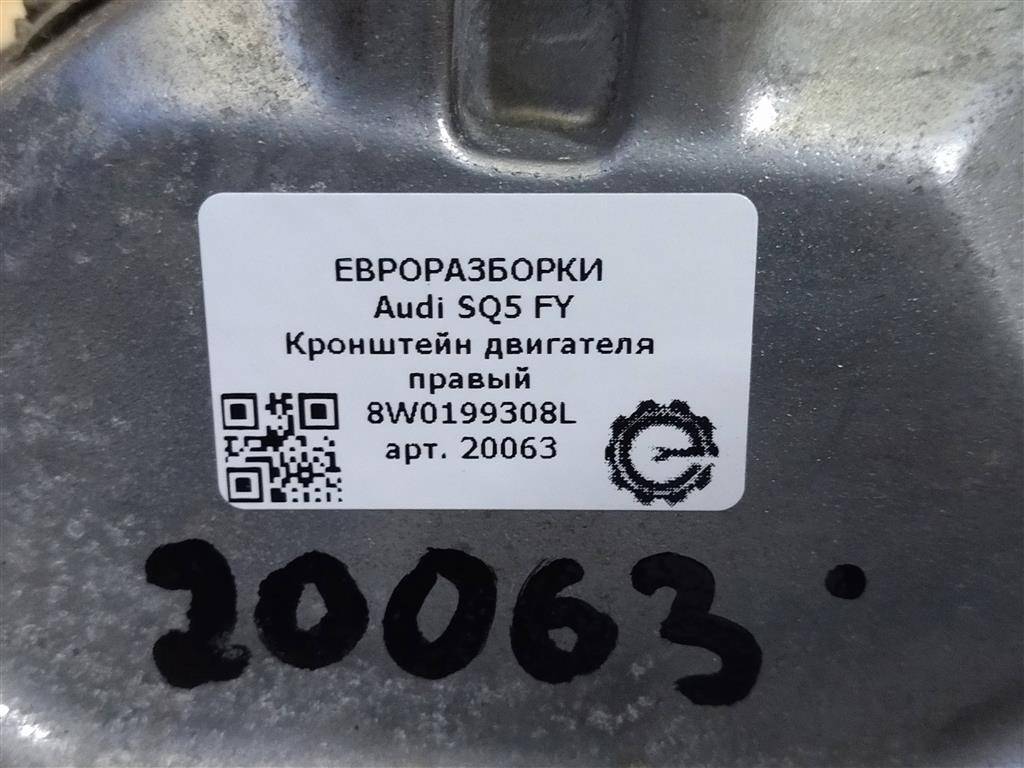 ЕВРОРАЗБОРКИ
Audi SQ5 FY
Кронштейн двигателя
правый
8W0199308L
арт. 20063
20063.